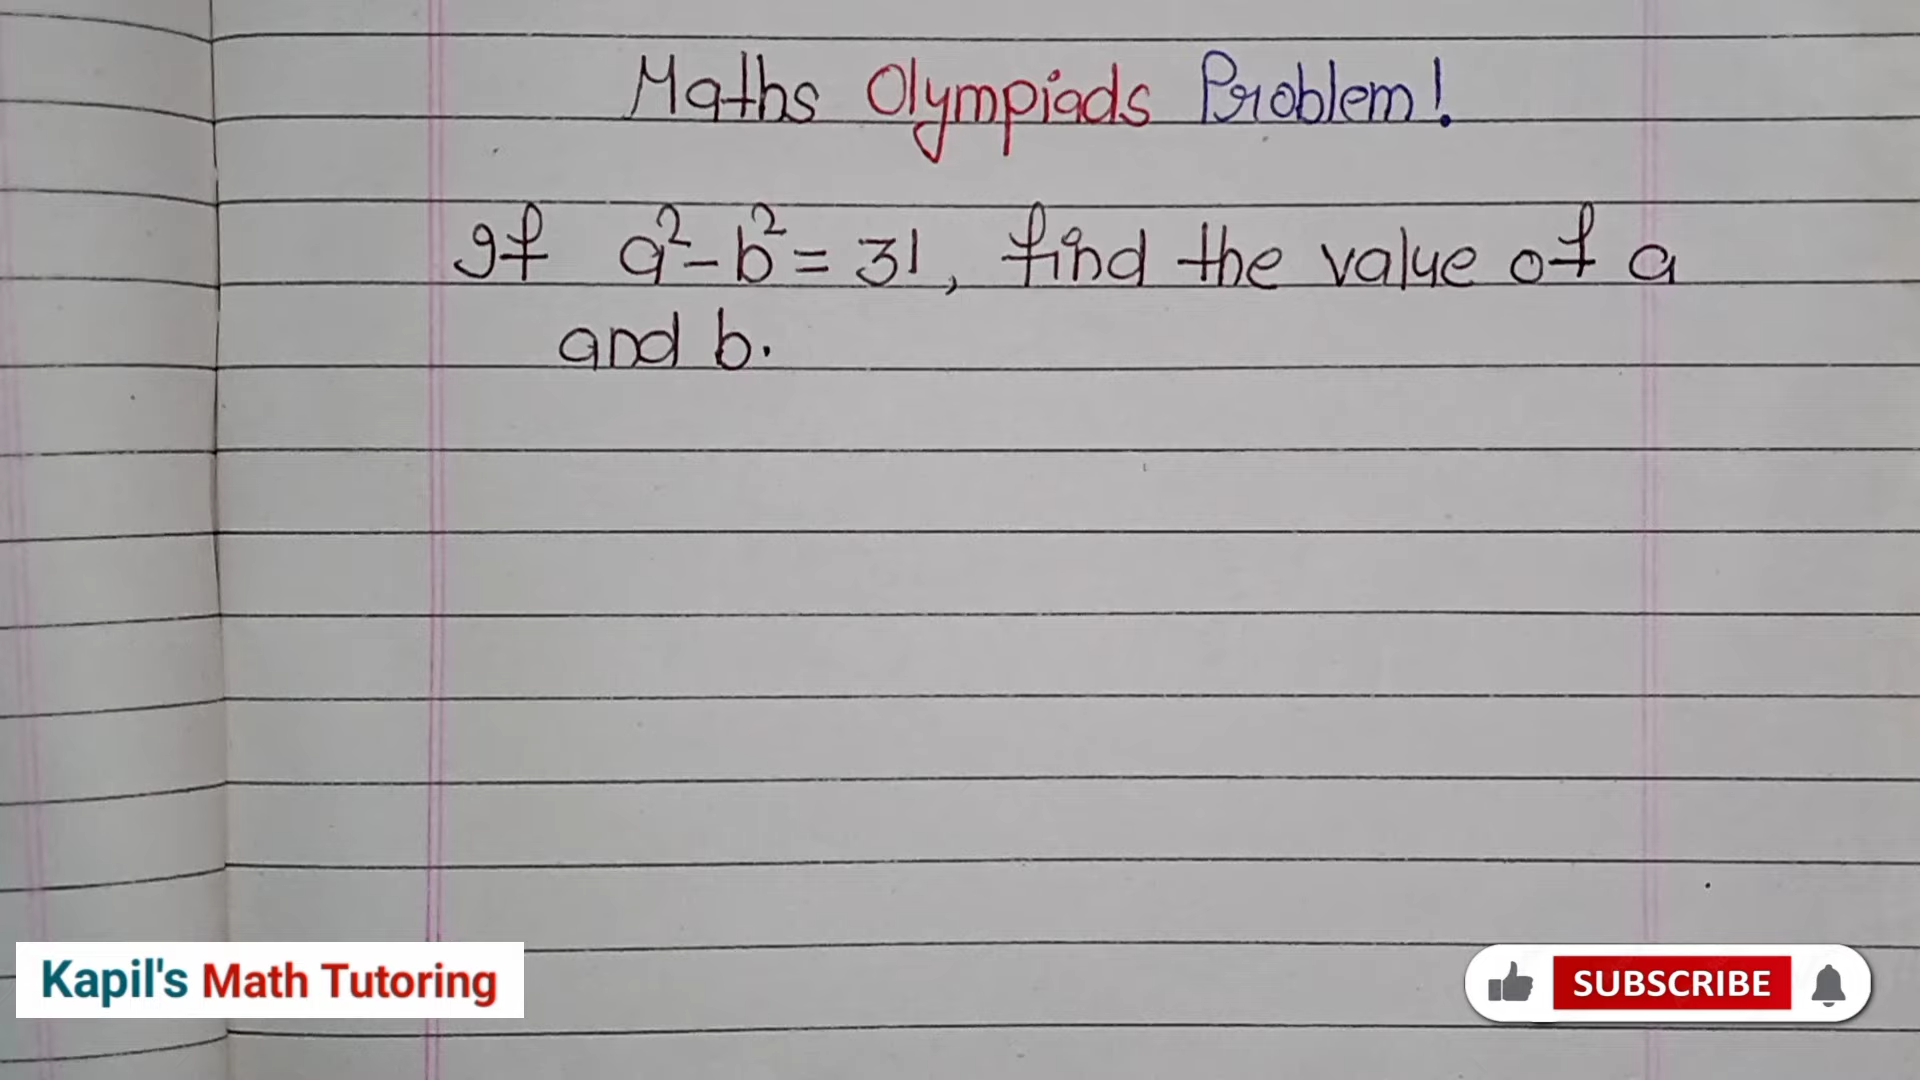 Maths Olympiads Problem!
If a² - b² = 31, find the value of a
and b.
Kapil's Math Tutoring
SUBSCRIBE